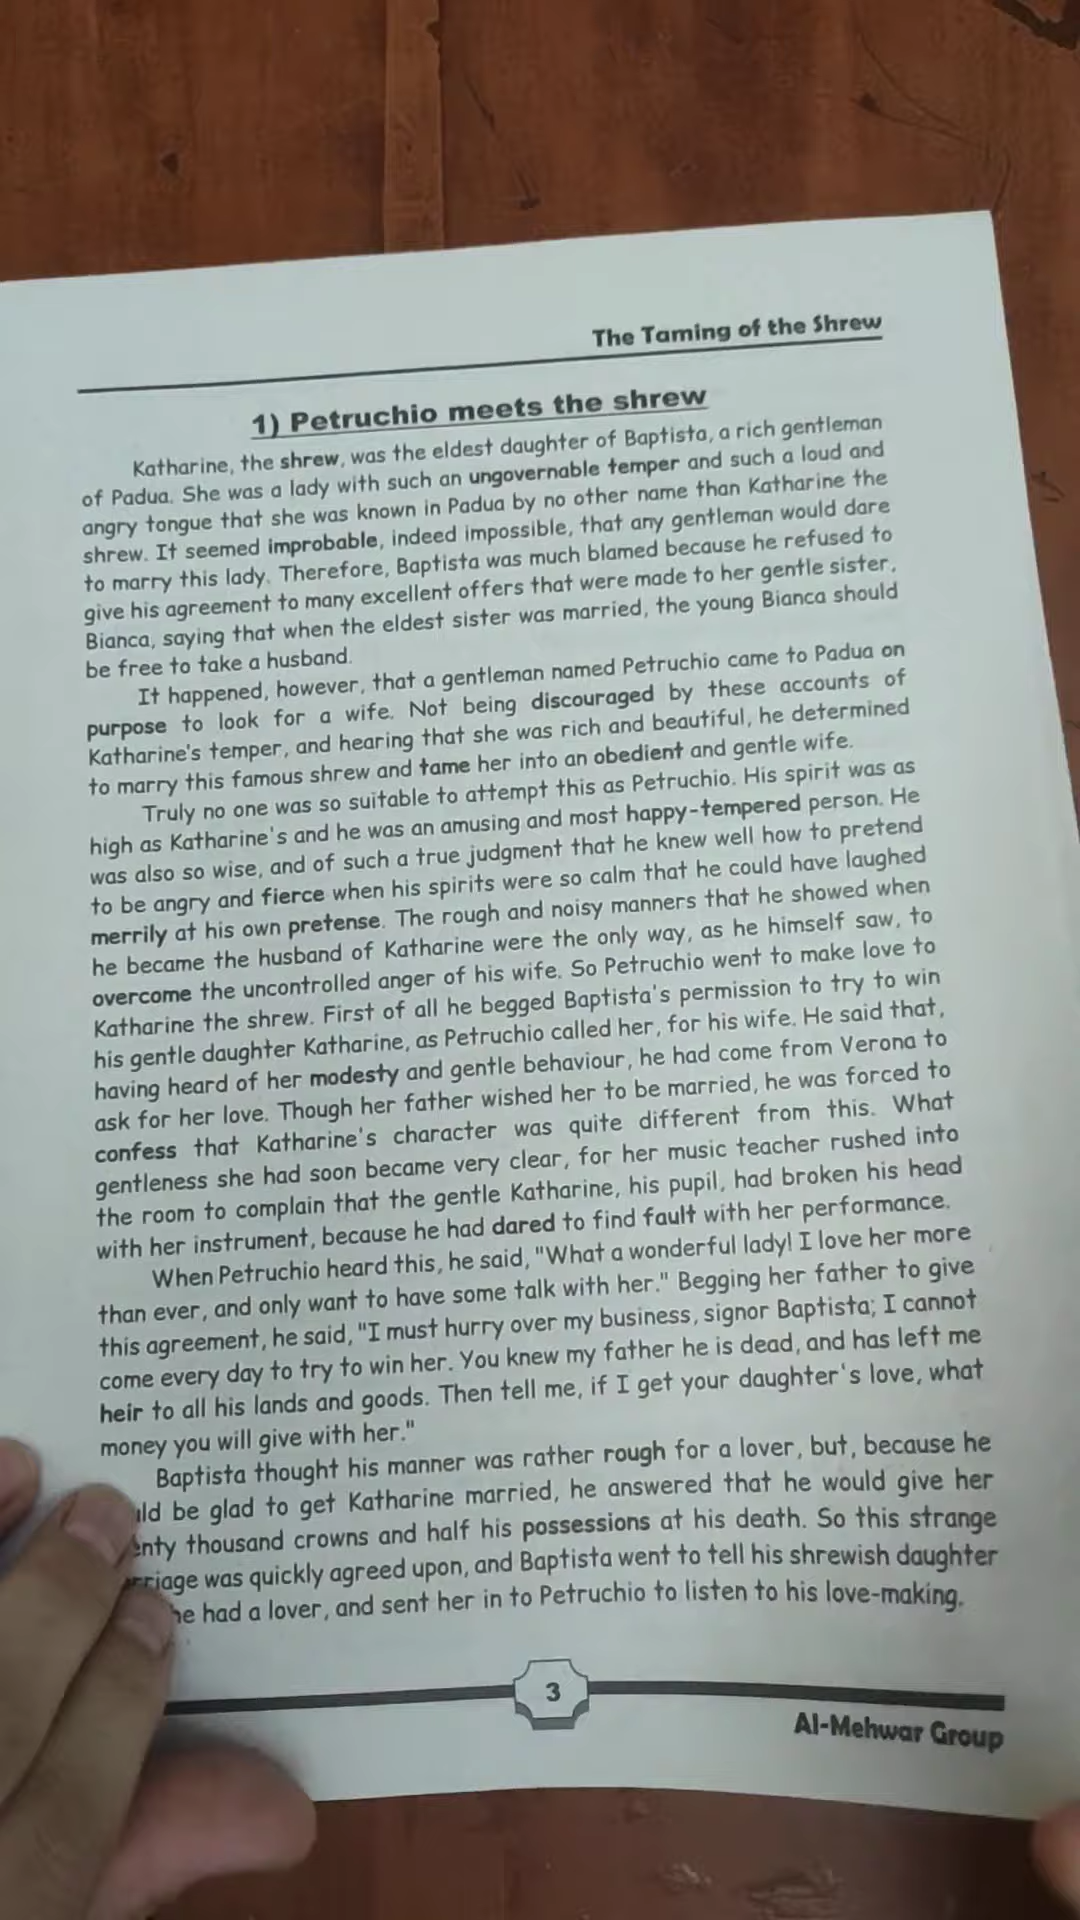 The Taming of the Shrew
1) Petruchio meets the shrew
Katharine, the shrew, was the eldest daughter of Baptista, a rich gentleman
of Padua. She was a lady with such an ungovernable temper and such a loud and
angry tongue that she was known in Padua by no other name than Katharine the
shrew. It seemed improbable, indeed impossible, that any gentleman would dare
to marry this lady. Therefore, Baptista was much blamed because he refused to
give his agreement to many excellent offers that were made to her gentle sister,
Bianca, saying that when the eldest sister was married, the young Bianca should
be free to take a husband.
It happened, however, that a gentleman named Petruchio came to Padua on
purpose to look for a wife. Not being discouraged by these accounts of
Katharine's temper, and hearing that she was rich and beautiful, he determined
to marry this famous shrew and tame her into an obedient and gentle wife.
Truly no one was so suitable to attempt this as Petruchio. His spirit was as
high as Katharine's and he was an amusing and most happy-tempered person. He
was also so wise, and of such a true judgment that he knew well how to pretend
to be angry and fierce when his spirits were so calm that he could have laughed
merrily at his own pretense. The rough and noisy manners that he showed when
he became the husband of Katharine were the only way, as he himself saw, to
overcome the uncontrolled anger of his wife. So Petruchio went to make love to
Katharine the shrew. First of all he begged Baptista's permission to try to win
his gentle daughter Katharine, as Petruchio called her, for his wife. He said that,
having heard of her modesty and gentle behaviour, he had come from Verona to
ask for her love. Though her father wished her to be married, he was forced to
confess that Katharine's character was quite different from this. What
gentleness she had soon became very clear, for her music teacher rushed into
the room to complain that the gentle Katharine, his pupil, had broken his head
with her instrument, because he had dared to find fault with her performance.
When Petruchio heard this, he said, "What a wonderful lady! I love her more
than ever, and only want to have some talk with her." Begging her father to give
this agreement, he said, "I must hurry over my business, signor Baptista; I cannot
come every day to try to win her. You knew my father he is dead, and has left me
heir to all his lands and goods. Then tell me, if I get your daughter's love, what
money you will give with her."
Baptista thought his manner was rather rough for a lover, but, because he
be glad to get Katharine married, he answered that he would give her
thousand crowns and half his possessions at his death. So this strange
was quickly agreed upon, and Baptista went to tell his shrewish daughter
had a lover, and sent her in to Petruchio to listen to his love-making.
3
Al-Mehwar Group